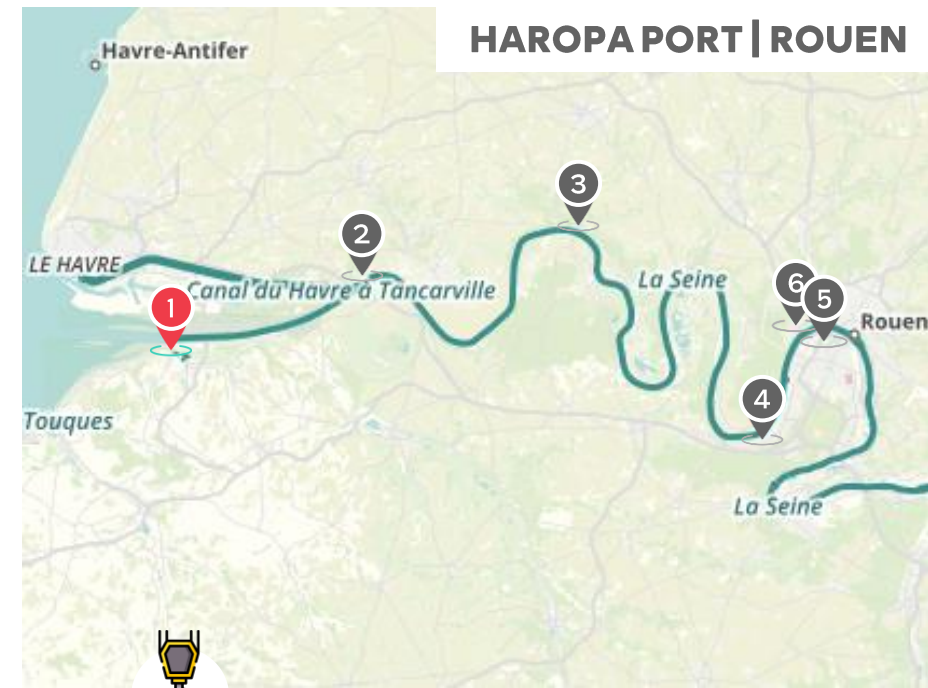 HAROPA PORT | ROUEN
Havre-Antifer
3
2
LE HAVRE
La Seine
Canal du Havre à Tancarville
6
5
1
Rouen
4
Touques
La Seine